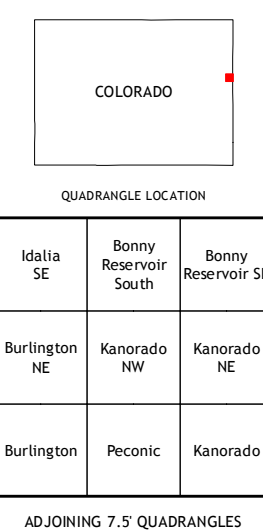 COLORADO
QUADRANGLE LOCATION
Idalia
SE
Bonny
Reservoir
South
Bonny
Reservoir S
Burlington
NE
Kanorado
NW
Kanorado
NE
Burlington
Peconic
Kanorado
ADJOINING 7.5' QUADRANGLES